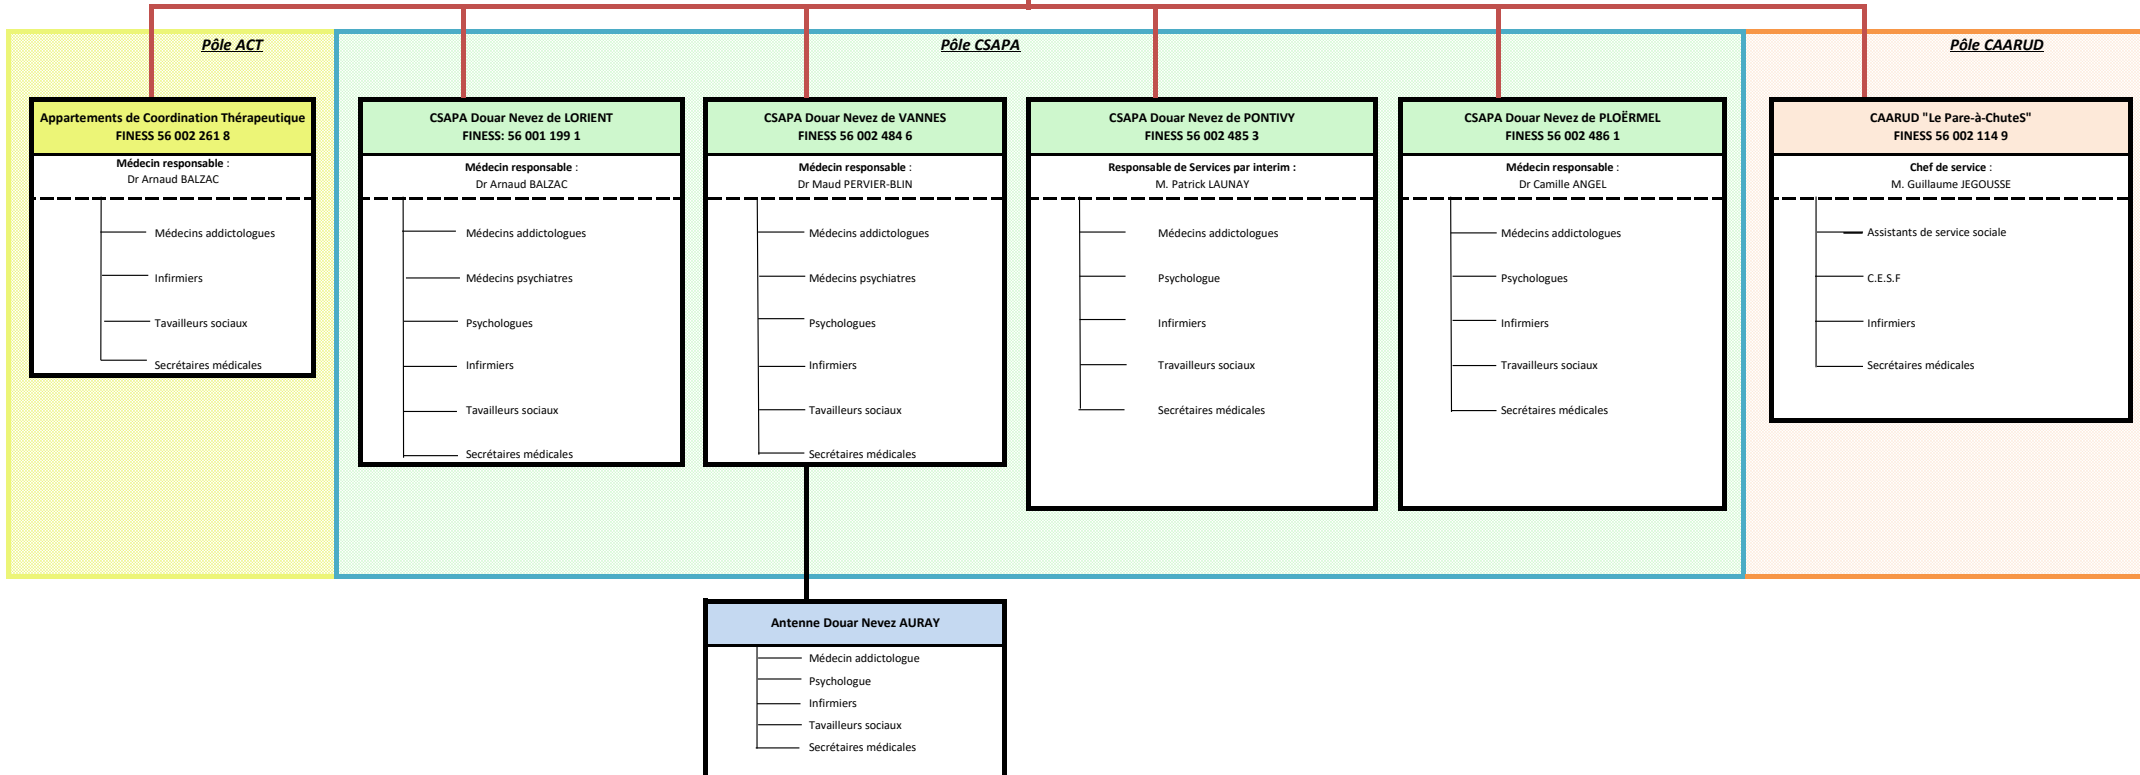 Pôle ACT
Pôle CSAPA
Pôle CAARUD
Appartements de Coordination Thérapeutique
FINESS 56 002 261 8
Médecin responsable :
Dr Arnaud BALZAC
Médecins addictologues
Infirmiers
Tavailleurs sociaux
Secrétaires médicales
CSAPA Douar Nevez de LORIENT
FINESS: 56 001 199 1
Médecin responsable :
Dr Arnaud BALZAC
Médecins addictologues
Médecins psychiatres
Psychologues
Infirmiers
Tavailleurs sociaux
Secrétaires médicales
CSAPA Douar Nevez de VANNES
FINESS 56 002 484 6
Médecin responsable :
Dr Maud PERVIER-BLIN
Médecins addictologues
Médecins psychiatres
Psychologues
Infirmiers
Tavailleurs sociaux
Secrétaires médicales
CSAPA Douar Nevez de PONTIVY
FINESS 56 002 485 3
Responsable de Services par interim :
M. Patrick LAUNAY
Médecins addictologues
Psychologue
Infirmiers
Travailleurs sociaux
Secrétaires médicales
CSAPA Douar Nevez de PLOËRMEL
FINESS 56 002 486 1
Médecin responsable :
Dr Camille ANGEL
Médecins addictologues
Psychologues
Infirmiers
Travailleurs sociaux
Secrétaires médicales
CAARUD "Le Pare-à-ChuteS"
FINESS 56 002 114 9
Chef de service :
M. Guillaume JEGOUSSE
Assistants de service sociale
C.E.S.F
Infirmiers
Secrétaires médicales
Antenne Douar Nevez AURAY
Médecin addictologue
Psychologue
Infirmiers
Tavailleurs sociaux
Secrétaires médicales